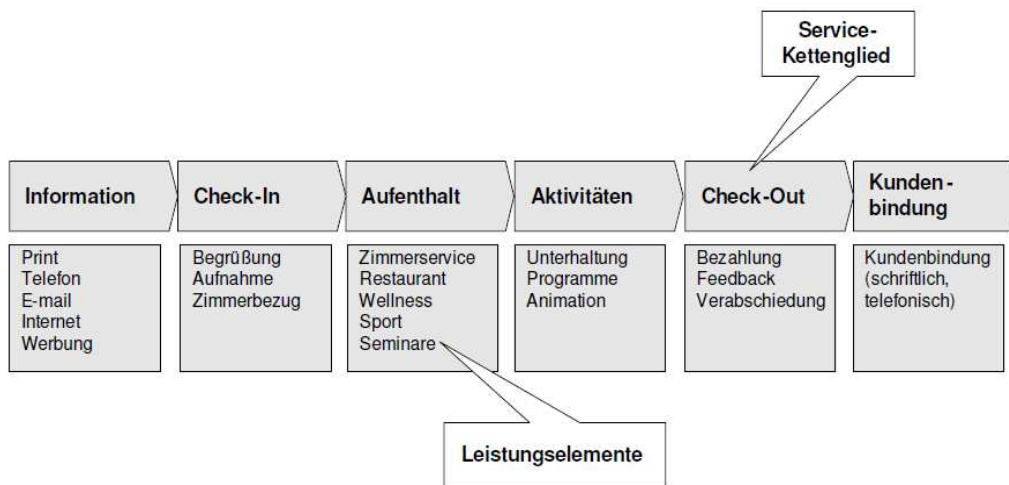 Service-
Kettenglied
Information
Check-In
Aufenthalt
Aktivitäten
Check-Out
Kunden-
bindung
Print
Telefon
E-mail
Internet
Werbung
Begrüßung
Aufnahme
Zimmerbezug
Zimmerservice
Restaurant
Wellness
Sport
Seminare
Unterhaltung
Programme
Animation
Bezahlung
Feedback
Verabschiedung
Kundenbindung
(schriftlich,
telefonisch)
Leistungselemente